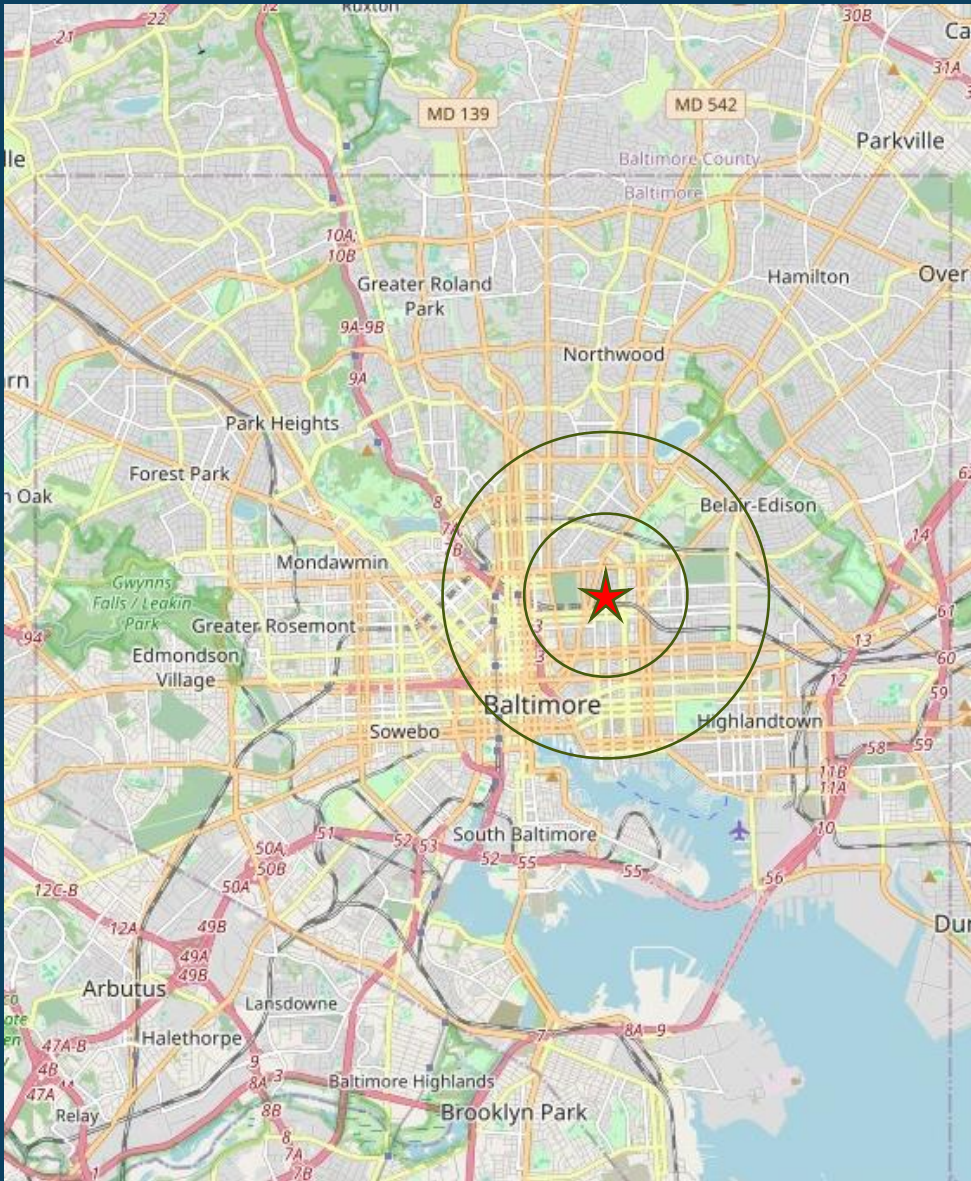 Ruxton
12
22
21
30B
Ca
31A
MD 139
MD 542
Parkville
lle
Baltimore County
Baltimore
10A;
10B
Greater Roland
Park
Hamilton
Over
9A-9B
9A
Northwood
rn
Park Heights
Forest Park
n Oak
8
Belair-Edison
62
14
7A
B
Mondawmin
Gwynns
Falls / Leakin
Park
Greater Rosemont
94
Edmondson
Village
3
3
61
13
60
12
59
Baltimore
Highlandtown
Sowebo
58
59
11B
11A
10
51
52
53
South Baltimore
52
55
55
56
50A;
50B
50A
12C-B
12A
49B
49A
49B
Dun
Arbutus
Lansdowne
Halethorpe
7
8A
9
47A-B
4B
47A
9
8A
3
Baltimore Highlands
Relay
8B
Brooklyn Park
8
7A
7B
1